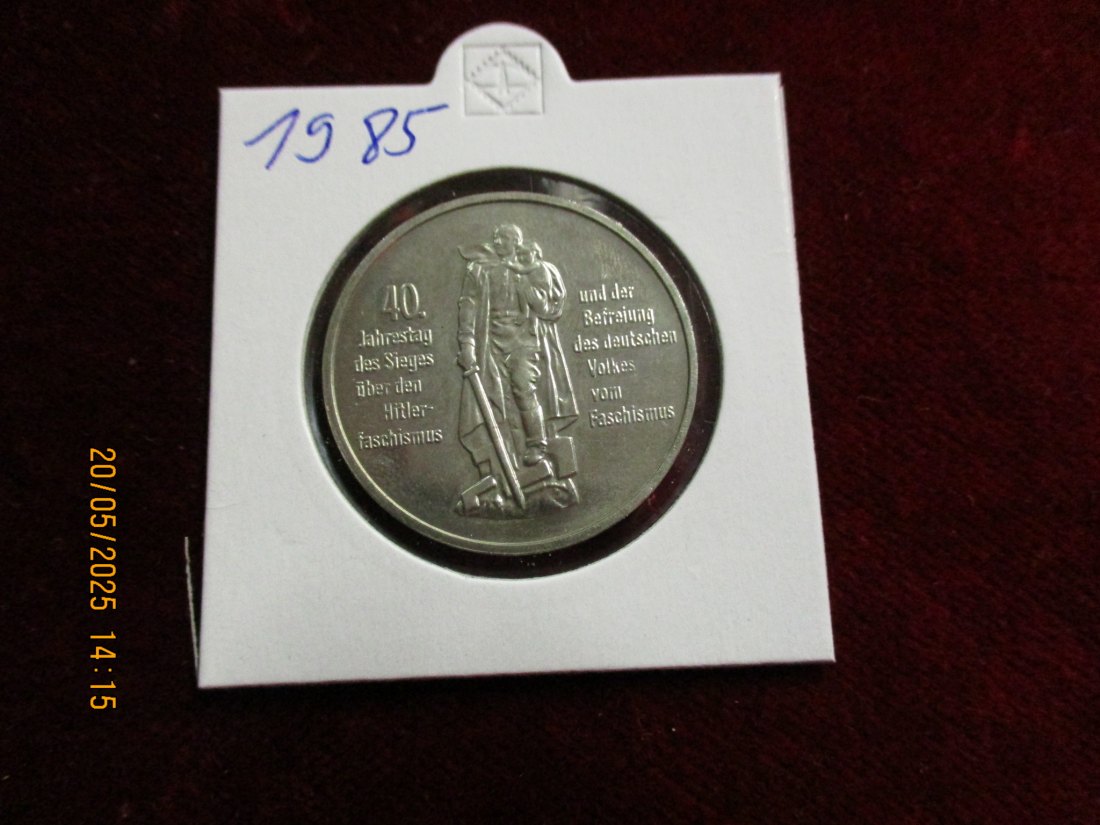 1985
40.
Jahrestag
des Sieges
über den
Hitler-
faschismus
und der
Befreiung
des deutschen
Volkes
vom
Faschismus
20/05/2025 14:15